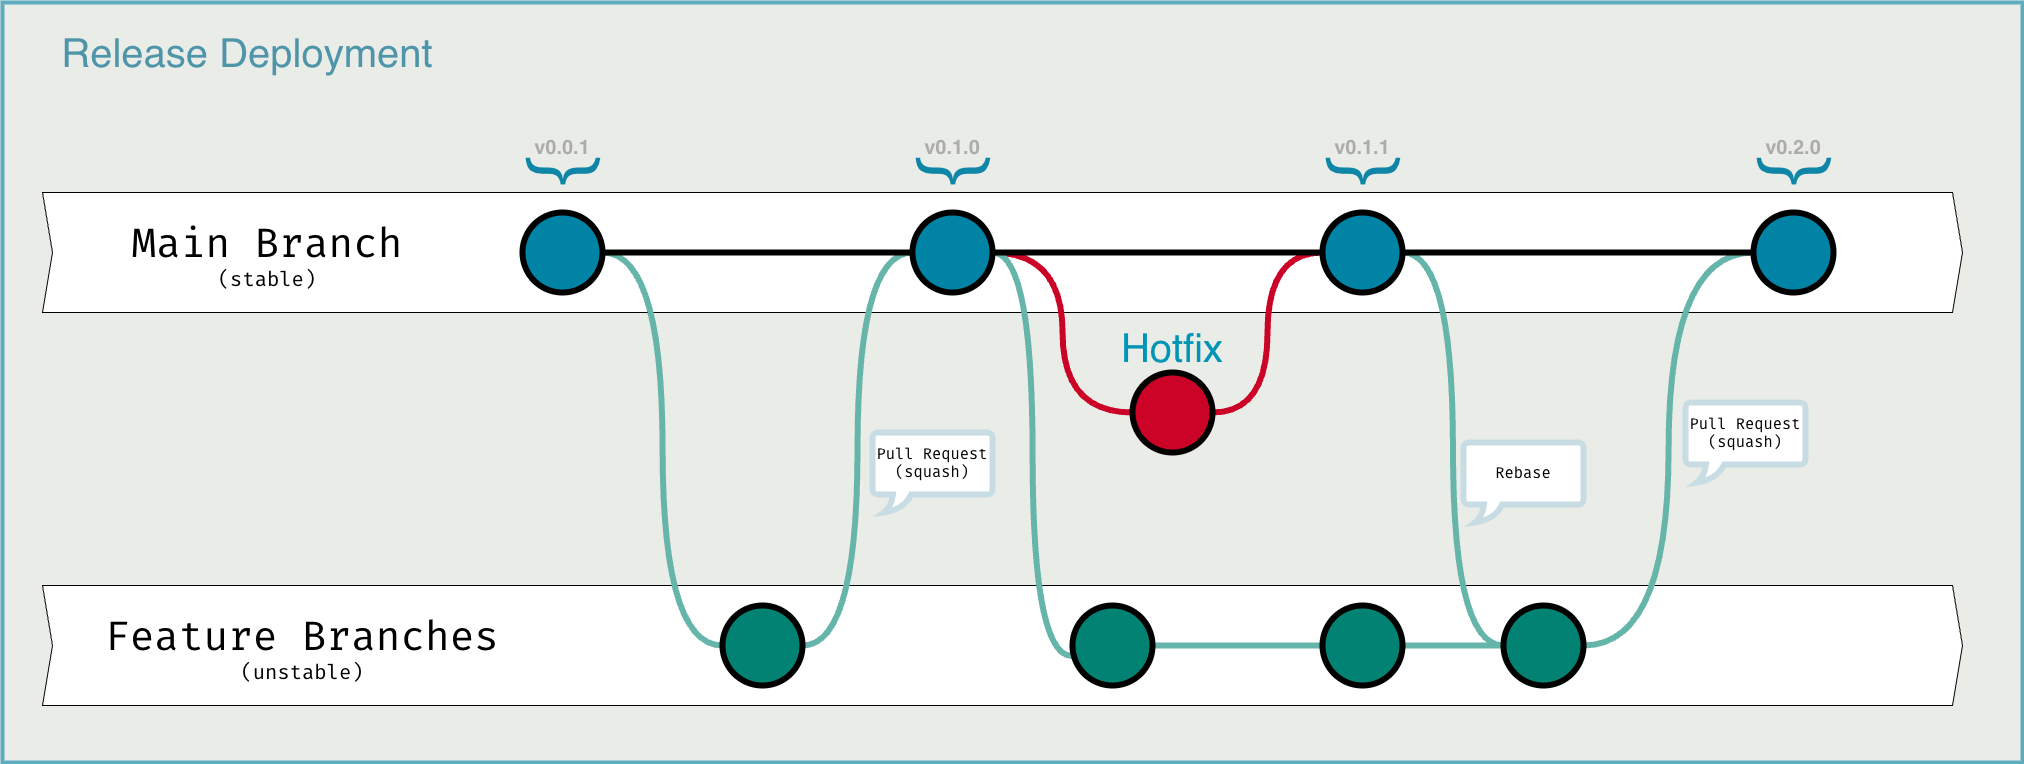 Release Deployment
v0.0.1
v0.1.0
v0.1.1
v0.2.0
Main Branch
(stable)
Hotfix
Pull Request
(squash)
Rebase
Pull Request
(squash)
Feature Branches
(unstable)